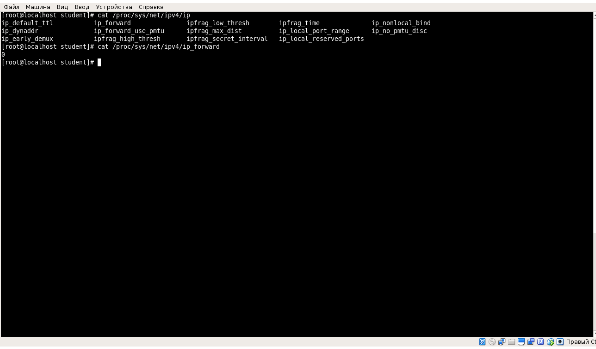 Файл Машина Вид Ввод Устройства Справка
[root@localhost student]# cat /proc/sys/net/ipv4/ip
ip_default_ttl ip_forward ipfrag_low_thresh ipfrag_time ip_nonlocal_bind
ip_dynaddr ip_forward_use_pmtu ipfrag_max_dist ip_local_port_range ip_no_pmtu_disc
ip_early_demux ipfrag_high_thresh ipfrag_secret_interval ip_local_reserved_ports
[root@localhost student]# cat /proc/sys/net/ipv4/ip_forward
0
[root@localhost student]#
Правый Ct